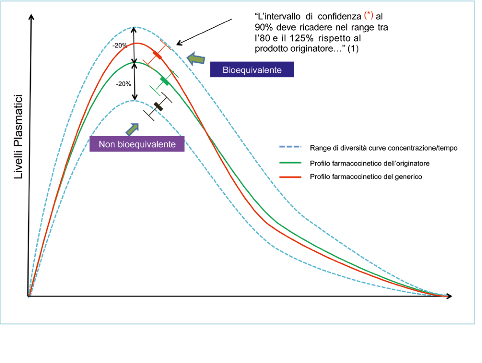 “L’intervallo di confidenza (*) al
90% deve ricadere nel range tra
l’80 e il 125% rispetto al
prodotto originatore…” (1)
-20%
Bioequivalente
-20%
Non bioequivalente
Livelli Plasmatici
Range di diversità curve concentrazione/tempo
Profilo farmacocinetico dell’originatore
Profilo farmacocinetico del generico